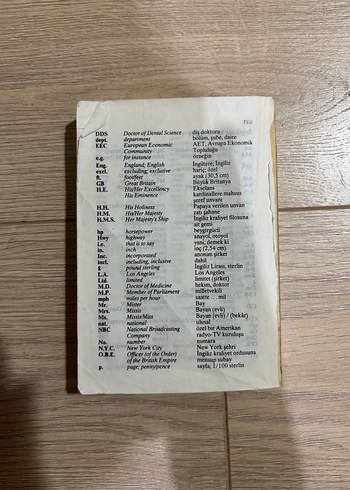 DDS Doctor of Dental Science diş doktoru
dept. department bölüm, şube, daire
EEC European Economic AET, Avrupa Ekonomik
Community Topluluğu
e.g. for instance örneğin
Eng. England; English İngiltere; İngiliz
excl. excluding; exclusive hariç; özel
ft. foot/feet ayak (30,5 cm)
GB Great Britain Büyük Britanya
H.E. His/Her Excellency Ekselans
His Eminence kardinallere mahsus
şeref unvanı
H.H. His Holiness Papaya verilen unvan
H.M. His/Her Majesty zatı şahane
H.M.S. Her Majesty's Ship İngiliz kraliyet filosuna
ait gemi
hp horsepower beygirgücü
Hwy highway anayol, otoyol
i.e. that is to say yani, demek ki
in. inch inç (2,54 cm)
Inc. incorporated anonim şirket
incl. including, inclusive dahil
£ pound sterling İngiliz Lirası, sterlin
L.A. Los Angeles Los Angeles
Ltd. limited limitet (şirket)
M.D. Doctor of Medicine hekim, doktor
M.P. Member of Parliament milletvekili
mph miles per hour saatte ... mil
Mr. Mister Bay
Mrs. Missis Bayan (evli)
Ms. Missis/Miss Bayan (evli) / (bekâr)
nat. national ulusal
NBC National Broadcasting özel bir Amerikan
Company radyo-TV kuruluşu
No. number numara
N.Y.C. New York City New York şehri
O.B.E. Officer (of the Order) İngiliz kraliyet ordusuna
of the British Empire mensup subay
p. page; penny/pence sayfa; 1/100 sterlin